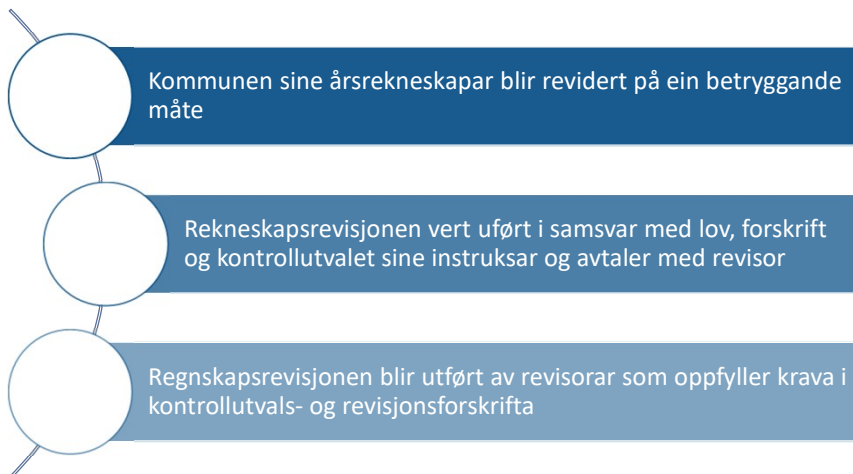 Kommunen sine årsrekneskapar blir revidert på ein betryggande
måte
Rekneskapsrevisjonen vert uført i samsvar med lov, forskrift
og kontrollutvalet sine instruksar og avtaler med revisor
Regnskapsrevisjonen blir utført av revisorar som oppfyller krava i
kontrollutvals- og revisjonsforskrifta